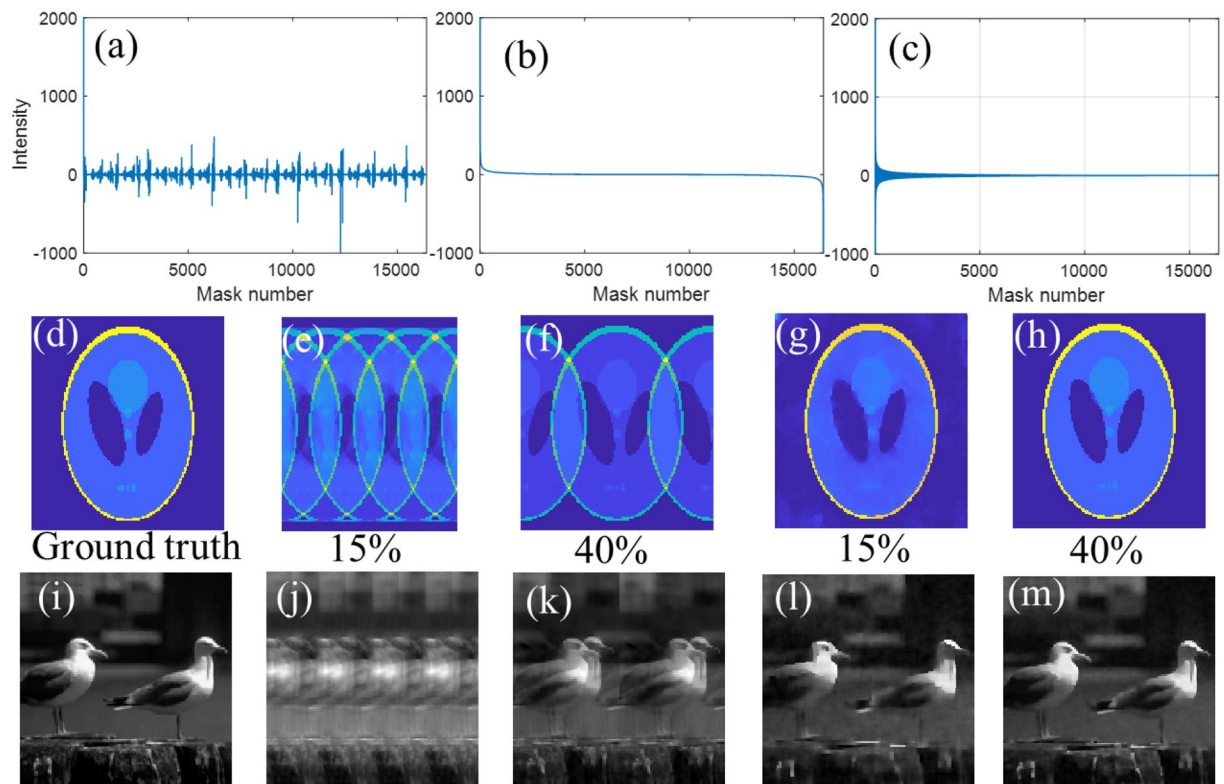 (a)
(b)
(c)
2000
1000
0
-1000
Intensity
0 5000 10000 15000
Mask number
2000
1000
0
-1000
0 5000 10000 15000
Mask number
2000
1000
0
-1000
0 5000 10000 15000
Mask number
(d)
(e)
(f)
(g)
(h)
Ground truth
15%
40%
15%
40%
(i)
(j)
(k)
(l)
(m)